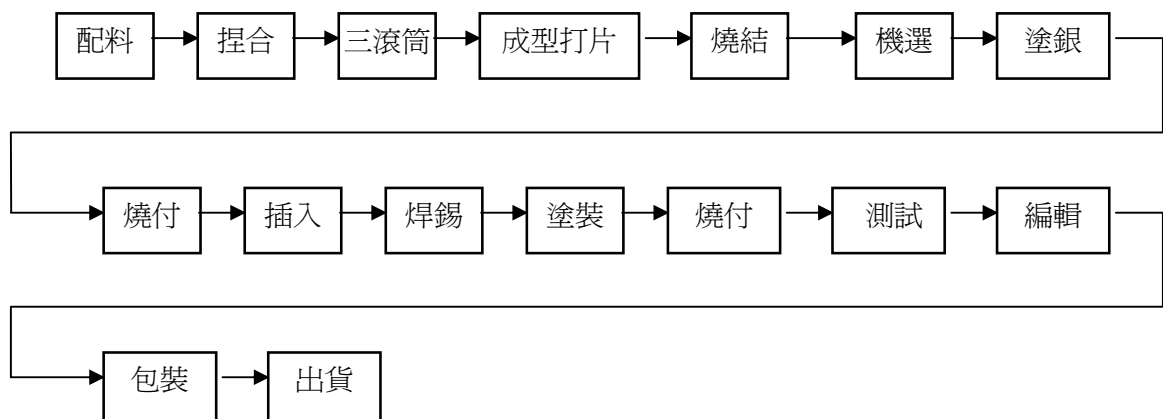 配料 捏合 三滾筒 成型打片 燒結 機選 塗銀
燒付 插入 焊錫 塗裝 燒付 測試 編輯
包裝 出貨